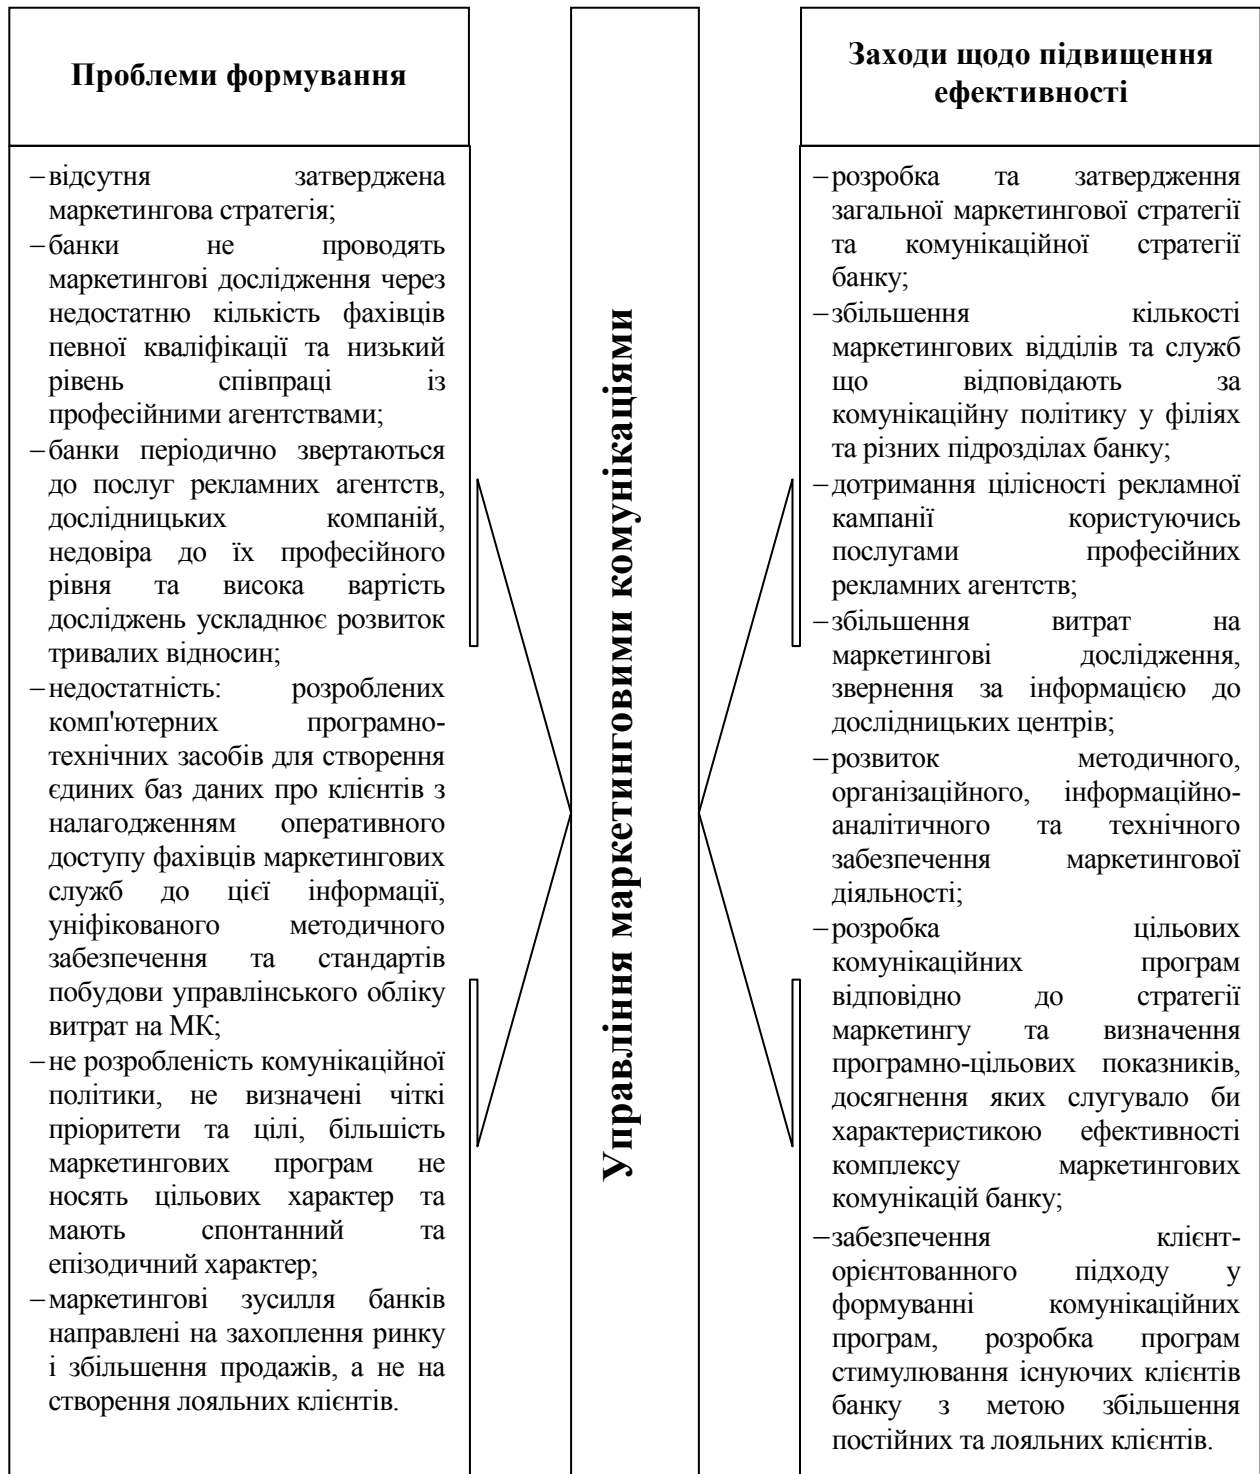 Проблеми формування
–відсутня затверджена
маркетингова стратегія;
–банки не проводять
маркетингові дослідження через
недостатню кількість фахівців
певної кваліфікації та низький
рівень співпраці із
професійними агентствами;
–банки періодично звертаються
до послуг рекламних агентств,
дослідницьких компаній,
недовіра до їх професійного
рівня та висока вартість
досліджень ускладнює розвиток
тривалих відносин;
–недостатність: розроблених
комп'ютерних програмно-
технічних засобів для створення
єдиних баз даних про клієнтів з
налагодженням оперативного
доступу фахівців маркетингових
служб до цієї інформації,
уніфікованого методичного
забезпечення та стандартів
побудови управлінського обліку
витрат на МК;
–не розробленість комунікаційної
політики, не визначені чіткі
пріоритети та цілі, більшість
маркетингових програм не
носять цільових характер та
мають спонтанний та
епізодичний характер;
–маркетингові зусилля банків
направлені на захоплення ринку
і збільшення продажів, а не на
створення лояльних клієнтів.
Управління маркетинговими комунікаціями
Заходи щодо підвищення
ефективності
–розробка та затвердження
загальної маркетингової стратегії
та комунікаційної стратегії
банку;
–збільшення кількості
маркетингових відділів та служб
що відповідають за
комунікаційну політику у філіях
та різних підрозділах банку;
–дотримання цілісності рекламної
кампанії користуючись
послугами професійних
рекламних агентств;
–збільшення витрат на
маркетингові дослідження,
звернення за інформацією до
дослідницьких центрів;
–розвиток методичного,
організаційного, інформаційно-
аналітичного та технічного
забезпечення маркетингової
діяльності;
–розробка цільових
комунікаційних програм
відповідно до стратегії
маркетингу та визначення
програмно-цільових показників,
досягнення яких слугувало би
характеристикою ефективності
комплексу маркетингових
комунікацій банку;
–забезпечення клієнт-
орієнтованого підходу у
формуванні комунікаційних
програм, розробка програм
стимулювання існуючих клієнтів
банку з метою збільшення
постійних та лояльних клієнтів.